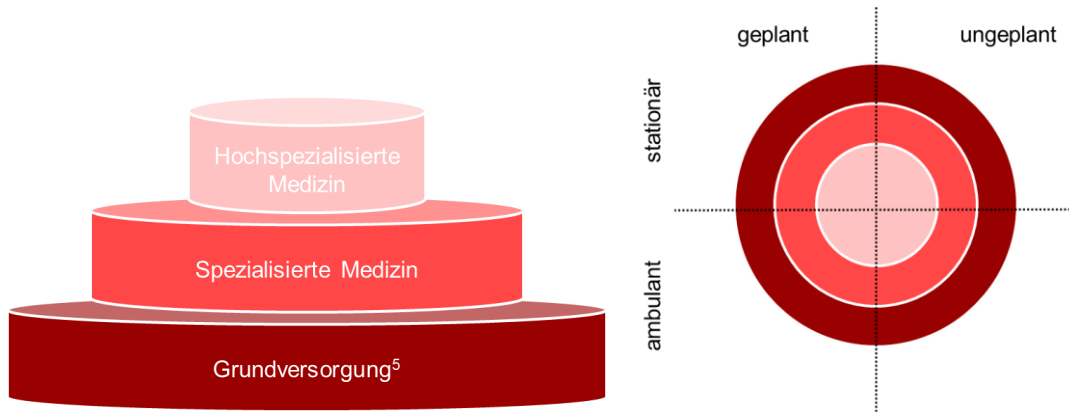 Hochspezialisierte
Medizin
Spezialisierte Medizin
Grundversorgung⁵
geplant
ungeplant
stationär
ambulant